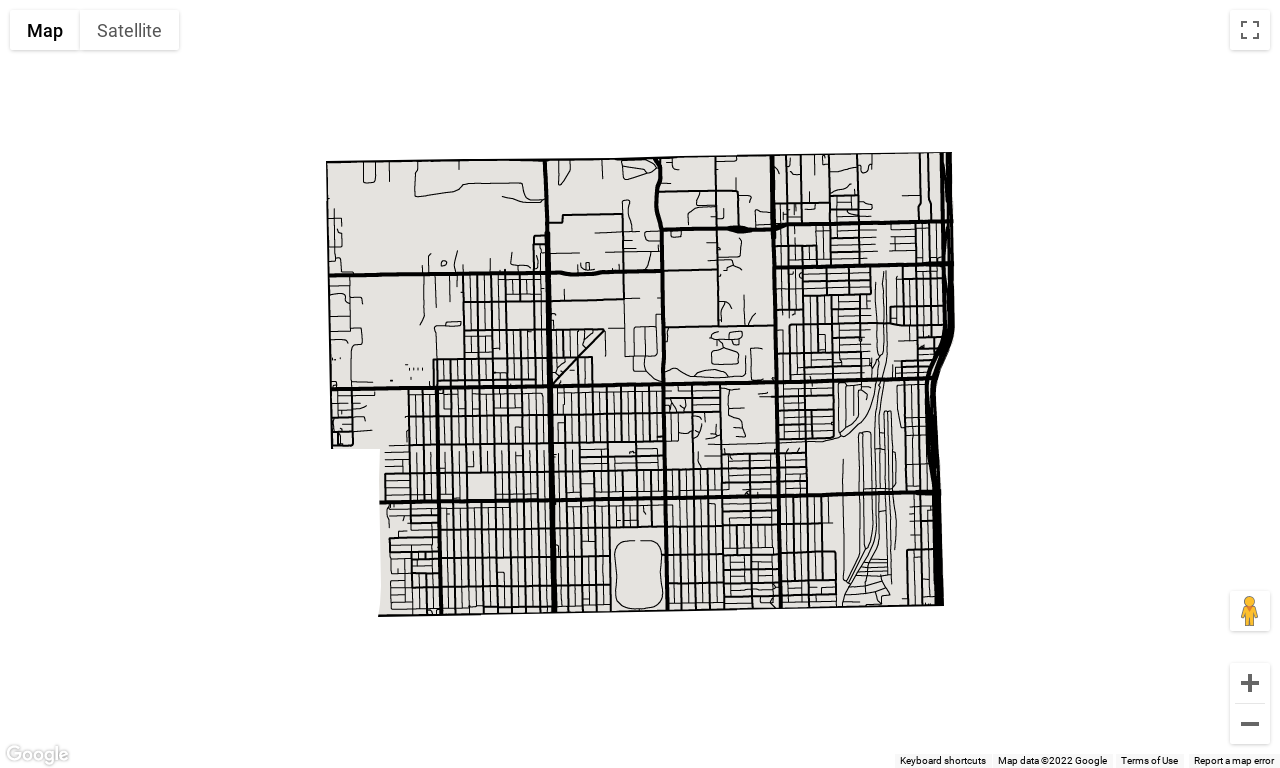 Map
Satellite
Google
Keyboard shortcuts
Map data ©2022 Google
Terms of Use
Report a map error